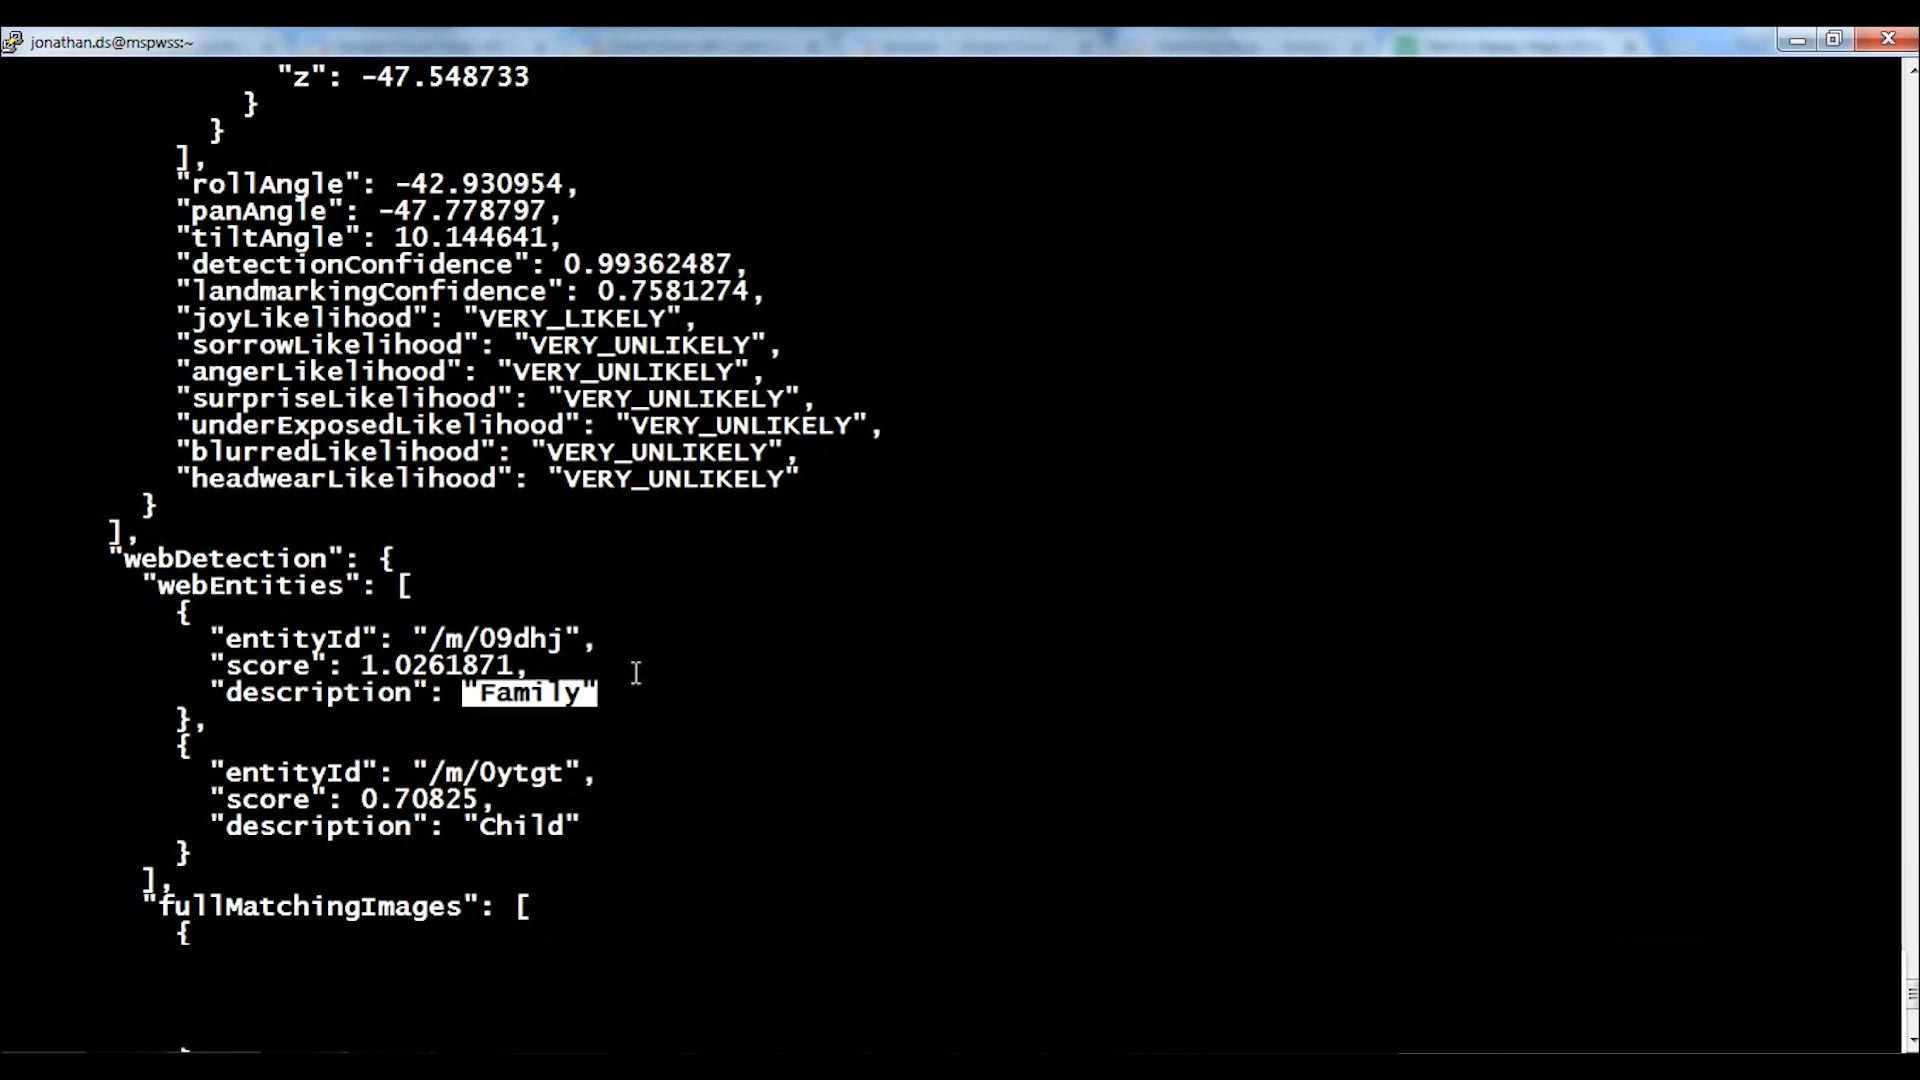 jonathan.ds@mspwss:~
"z": -47.548733
}
}
],
"rollAngle": -42.930954,
"panAngle": -47.778797,
"tiltAngle": 10.144641,
"detectionConfidence": 0.99362487,
"landmarkingConfidence": 0.7581274,
"joyLikelihood": "VERY_LIKELY",
"sorrowLikelihood": "VERY_UNLIKELY",
"angerLikelihood": "VERY_UNLIKELY",
"surpriseLikelihood": "VERY_UNLIKELY",
"underExposedLikelihood": "VERY_UNLIKELY",
"blurredLikelihood": "VERY_UNLIKELY",
"headwearLikelihood": "VERY_UNLIKELY"
}
],
"webDetection": {
"webEntities": [
{
"entityId": "/m/09dhj",
"score": 1.0261871,
"description": "Family"
},
{
"entityId": "/m/0ytgt",
"score": 0.70825,
"description": "Child"
}
],
"fullMatchingImages": [
{